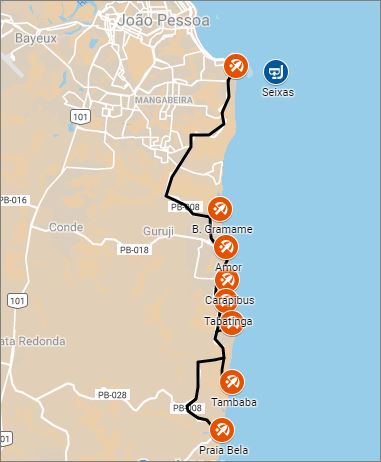 João Pessoa
Bayeux
Seixas
MANGABEIRA
101
PB-016
PB-008
B. Gramame
Conde
Guruji
PB-018
Amor
Carapibus
101
Tabatinga
ata Redonda
PB-028
Tambaba
PB-008
Praia Bela